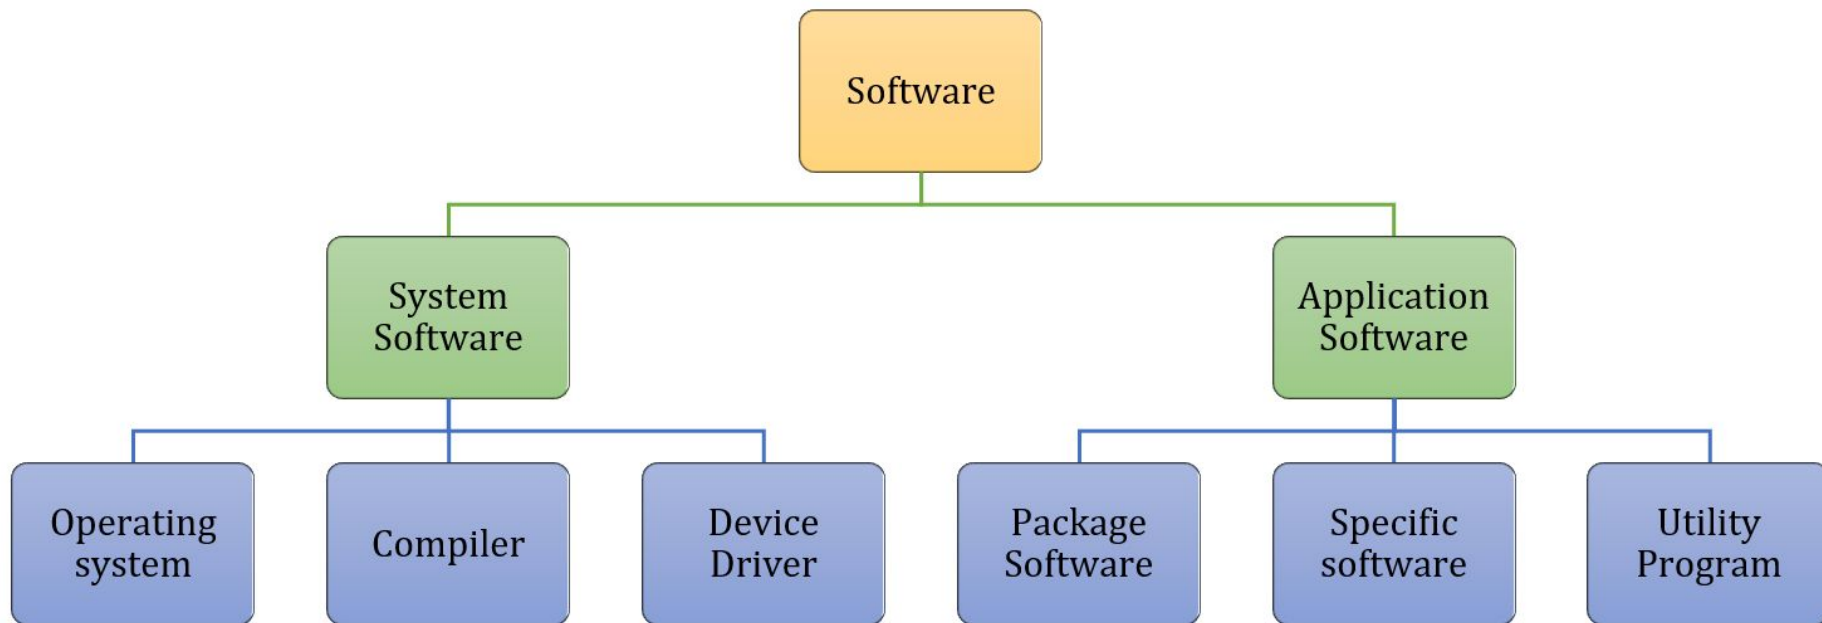 Software
System
Software
Application
Software
Operating
system
Compiler
Device
Driver
Package
Software
Specific
software
Utility
Program